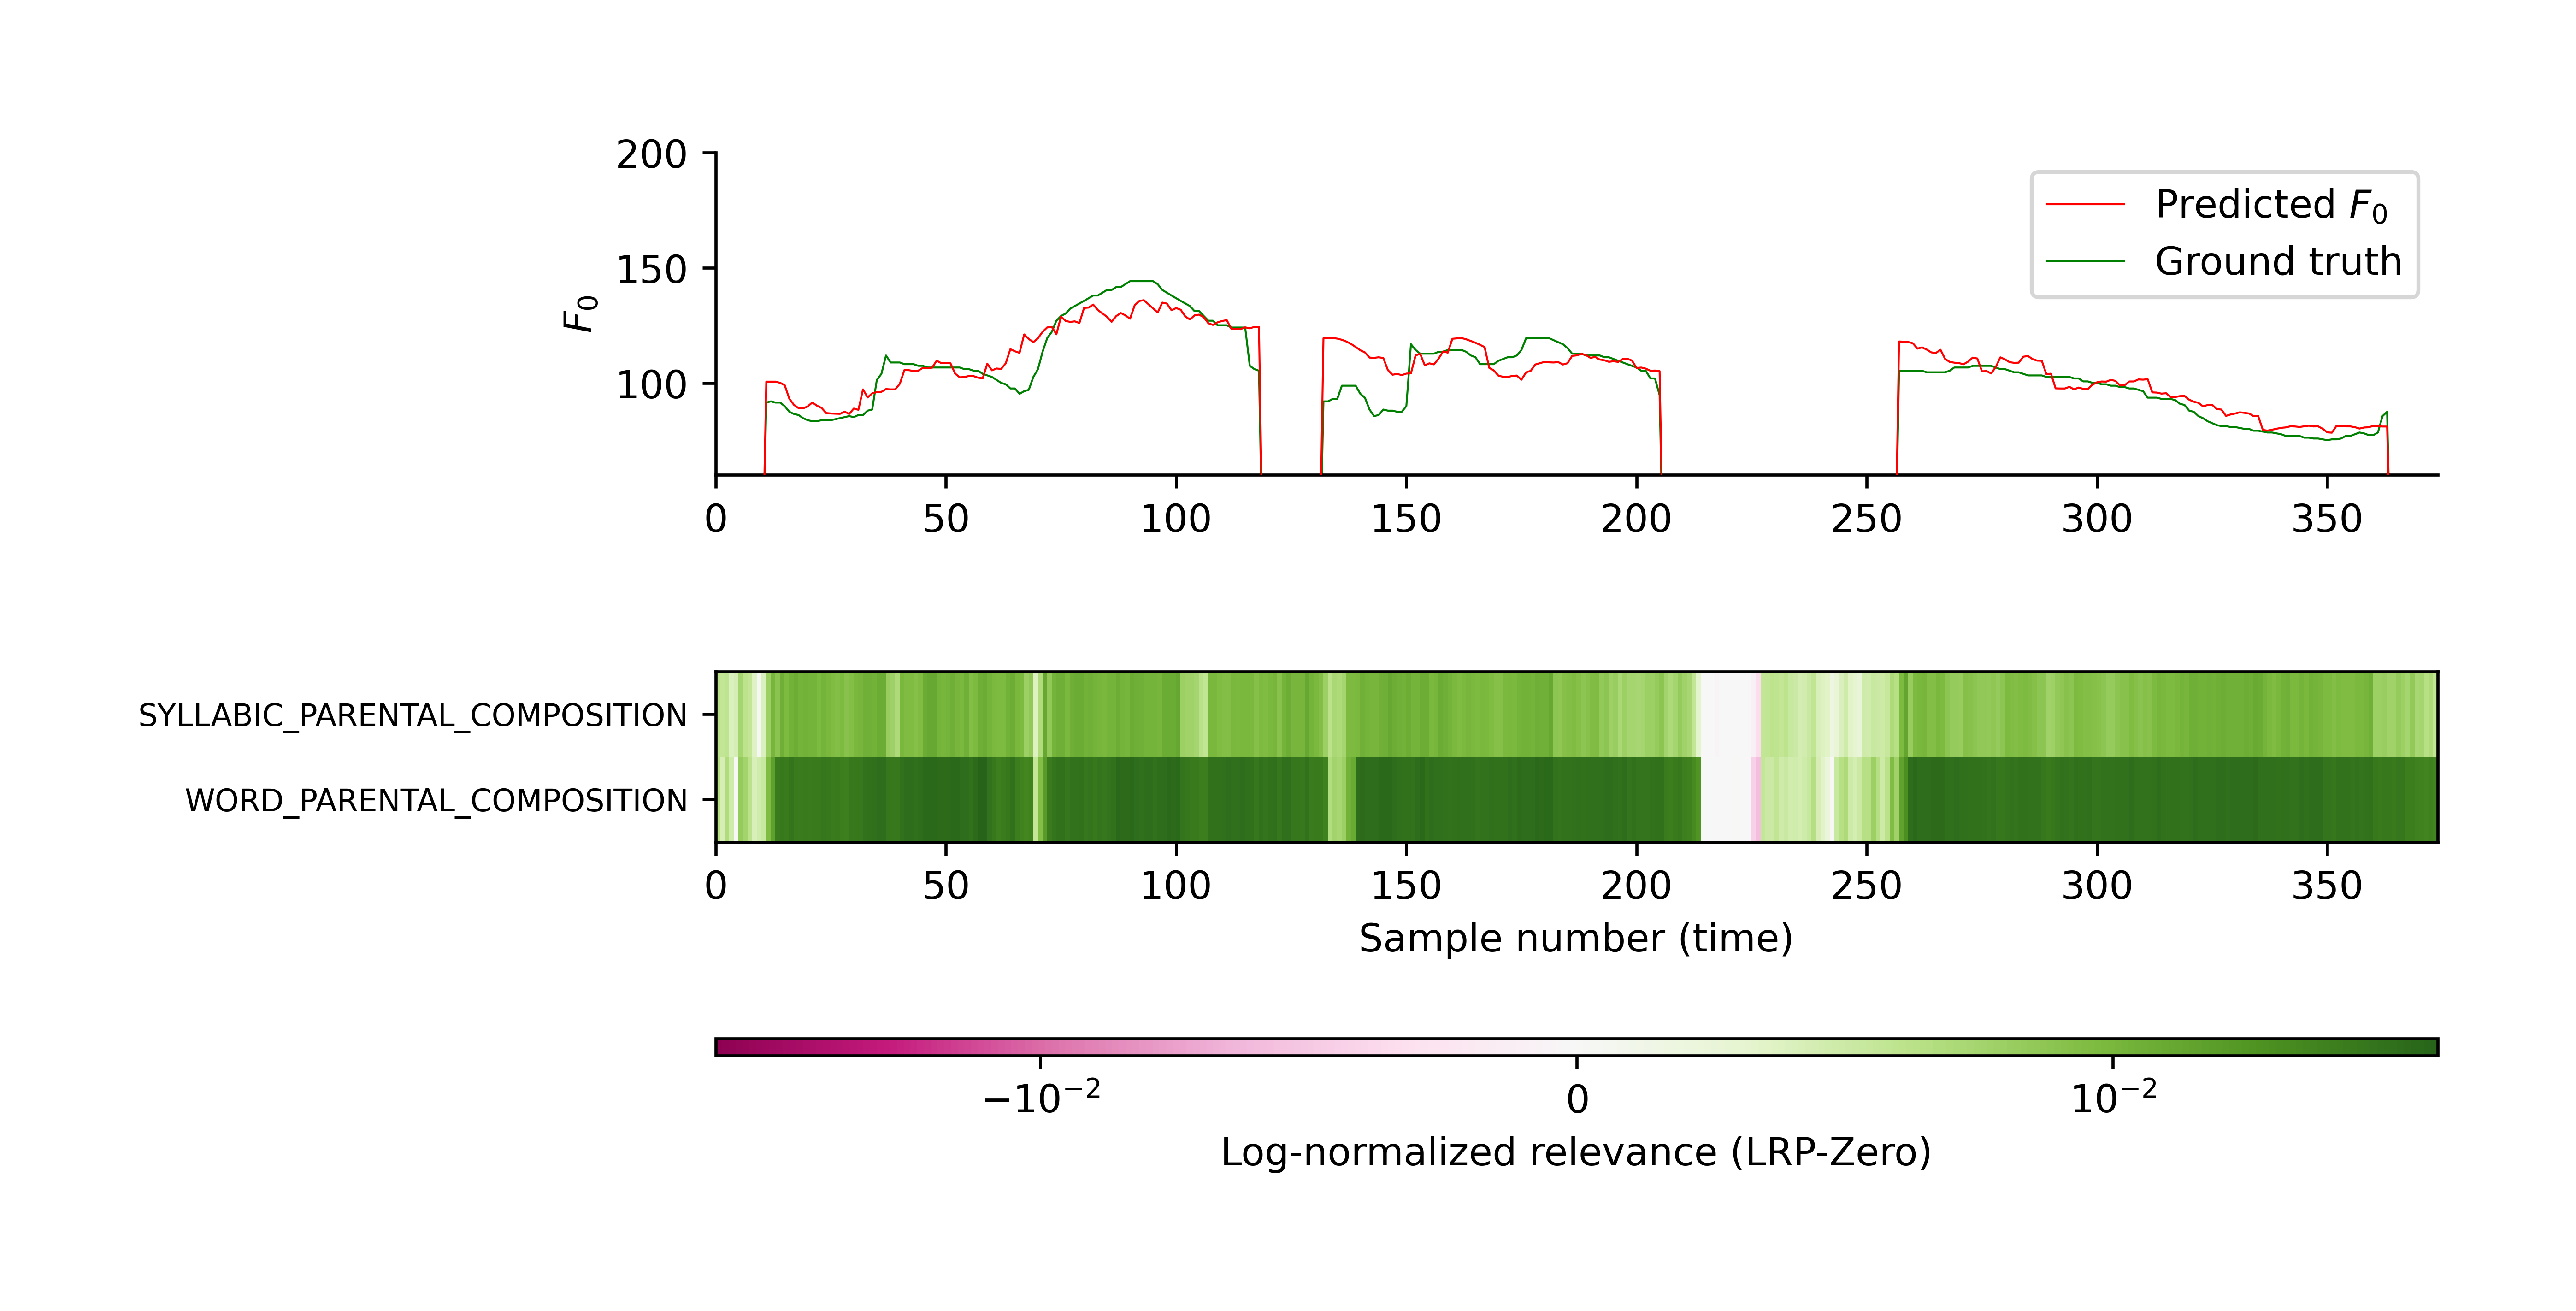 200
150
100
F₀
Predicted F₀
Ground truth
0 50 100 150 200 250 300 350
SYLLABIC_PARENTAL_COMPOSITION
WORD_PARENTAL_COMPOSITION
0 50 100 150 200 250 300 350
Sample number (time)
−10⁻² 0 10⁻²
Log-normalized relevance (LRP-Zero)